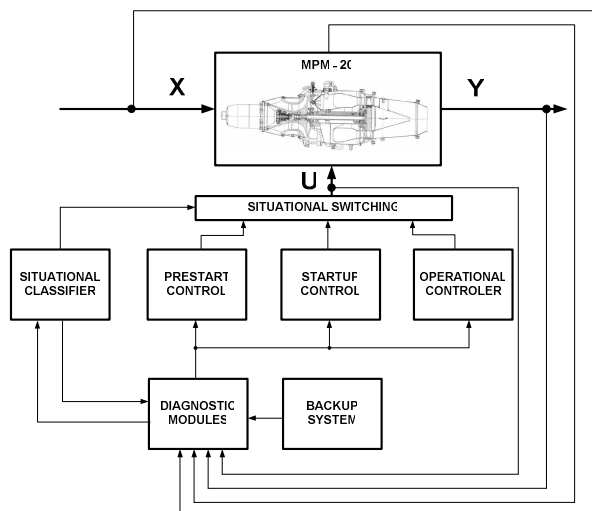 MPM - 20
X
Y
U
SITUATIONAL SWITCHING
SITUATIONAL
CLASSIFIER
PRESTART
CONTROL
STARTUP
CONTROL
OPERATIONAL
CONTROLER
DIAGNOSTIC
MODULES
BACKUP
SYSTEM